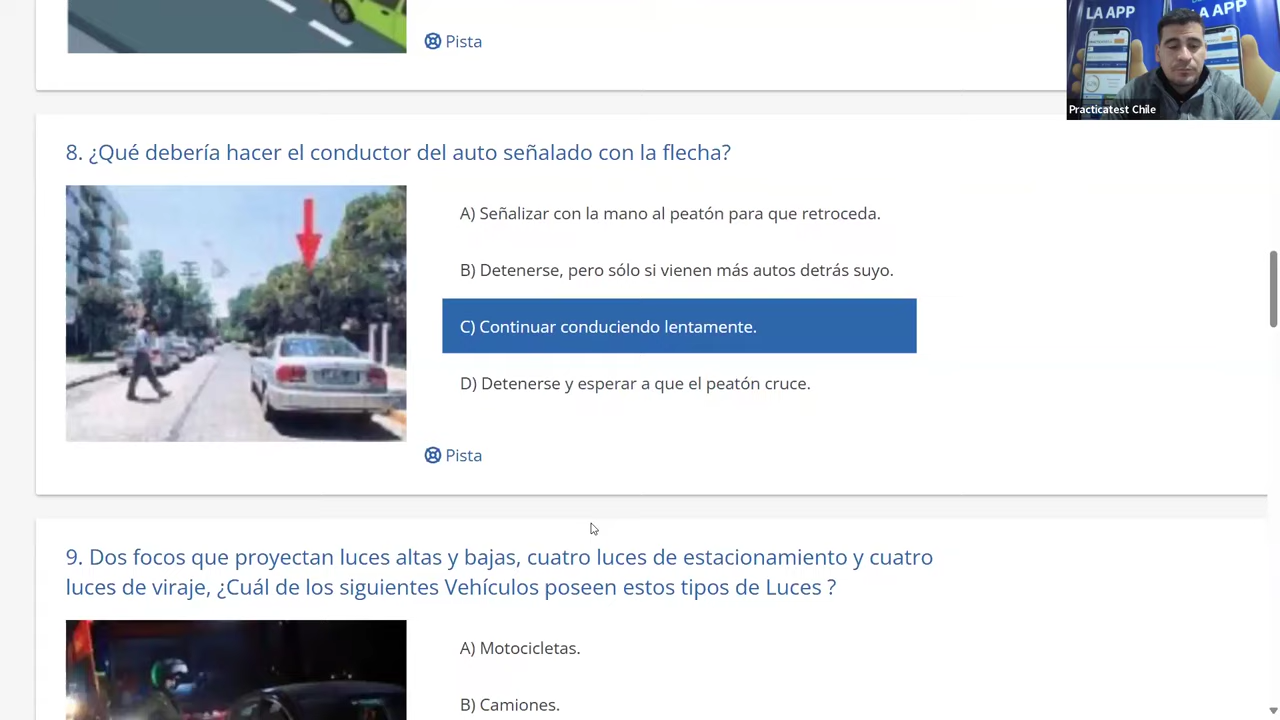 LA APP
LA APP
Pista
Practicatest Chile
8. ¿Qué debería hacer el conductor del auto señalado con la flecha?
A) Señalizar con la mano al peatón para que retroceda.
B) Detenerse, pero sólo si vienen más autos detrás suyo.
C) Continuar conduciendo lentamente.
D) Detenerse y esperar a que el peatón cruce.
Pista
9. Dos focos que proyectan luces altas y bajas, cuatro luces de estacionamiento y cuatro
luces de viraje, ¿Cuál de los siguientes Vehículos poseen estos tipos de Luces ?
A) Motocicletas.
B) Camiones.